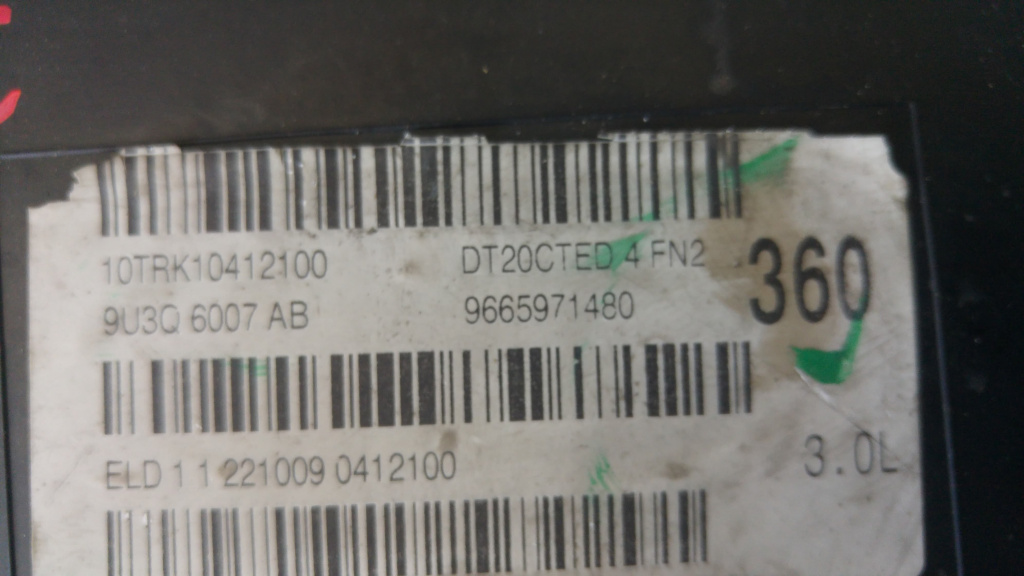 10TRK10412100 DT20CTED 4 FN2
9U3Q 6007 AB 9665971480
360
ELD 1 1 221009 0412100
3.0L